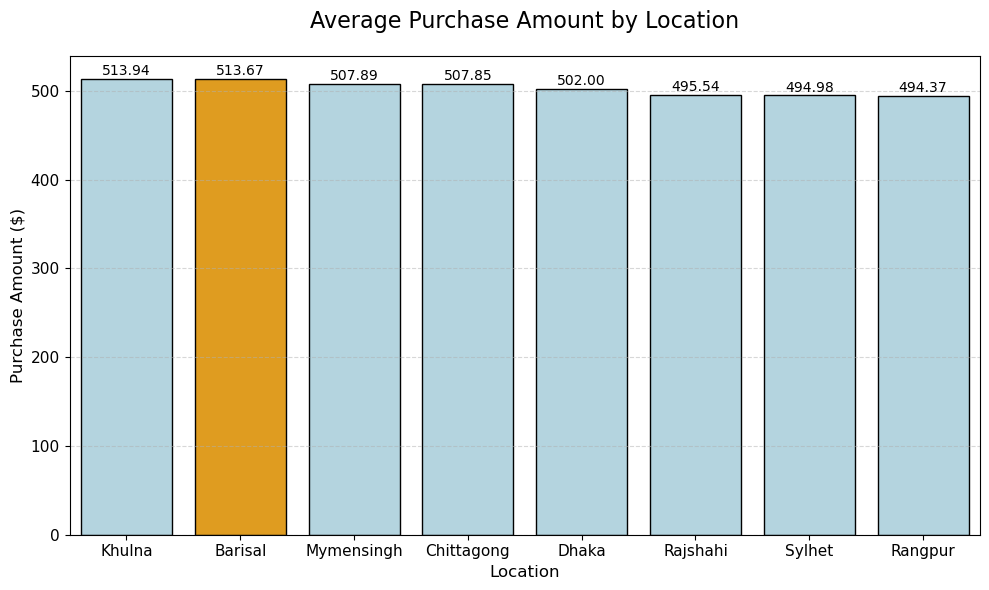 Average Purchase Amount by Location
Purchase Amount ($)
500
400
300
200
100
0
513.94 513.67 507.89 507.85 502.00 495.54 494.98 494.37
Khulna Barisal Mymensingh Chittagong Dhaka Rajshahi Sylhet Rangpur
Location